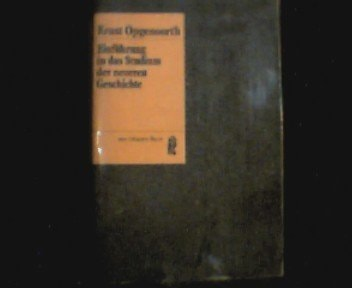 Ernst Opgenoorth
Einführung
in das Studium
der neueren
Geschichte